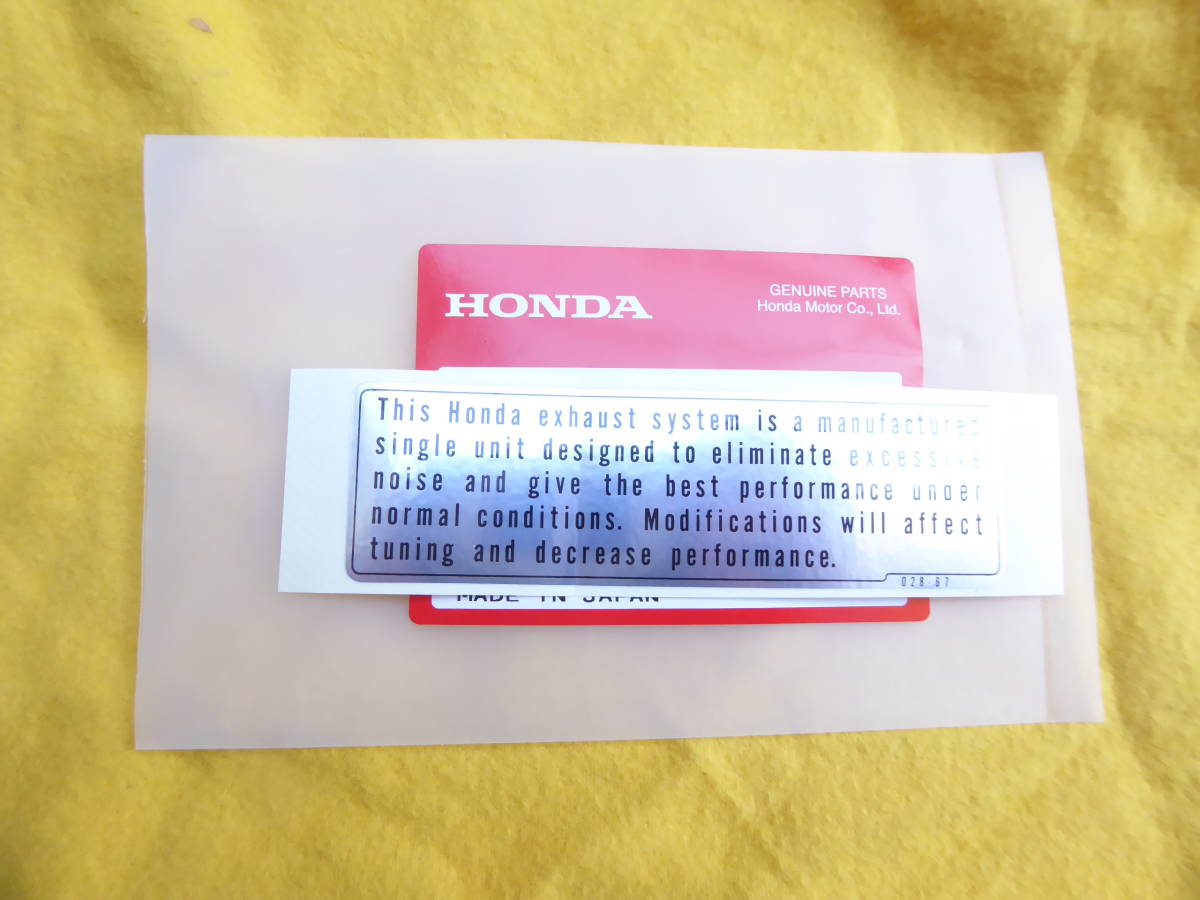 HONDA
GENUINE PARTS
Honda Motor Co., Ltd.
This Honda exhaust system is a manufactured
single unit designed to eliminate excessive
noise and give the best performance under
normal conditions. Modifications will affect
tuning and decrease performance.
028-67
MADE IN JAPAN